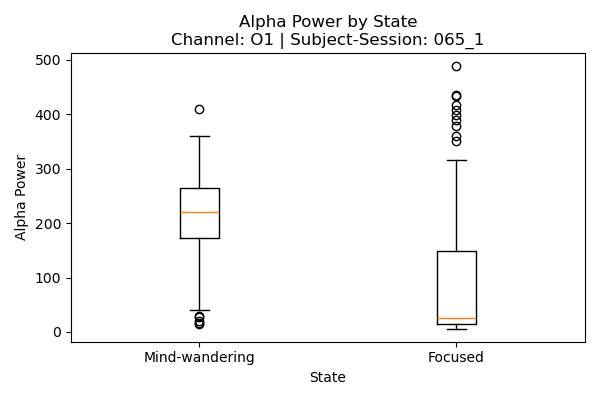 Alpha Power by State
Channel: O1 | Subject-Session: 065_1
500
400
300
200
100
0
Alpha Power
Mind-wandering
Focused
State